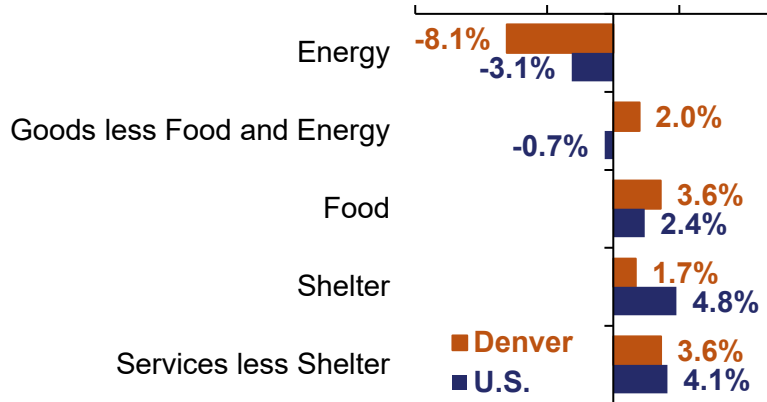 Energy
-8.1%
-3.1%
Goods less Food and Energy
2.0%
-0.7%
Food
3.6%
2.4%
Shelter
1.7%
4.8%
Services less Shelter
3.6%
4.1%
Denver
U.S.